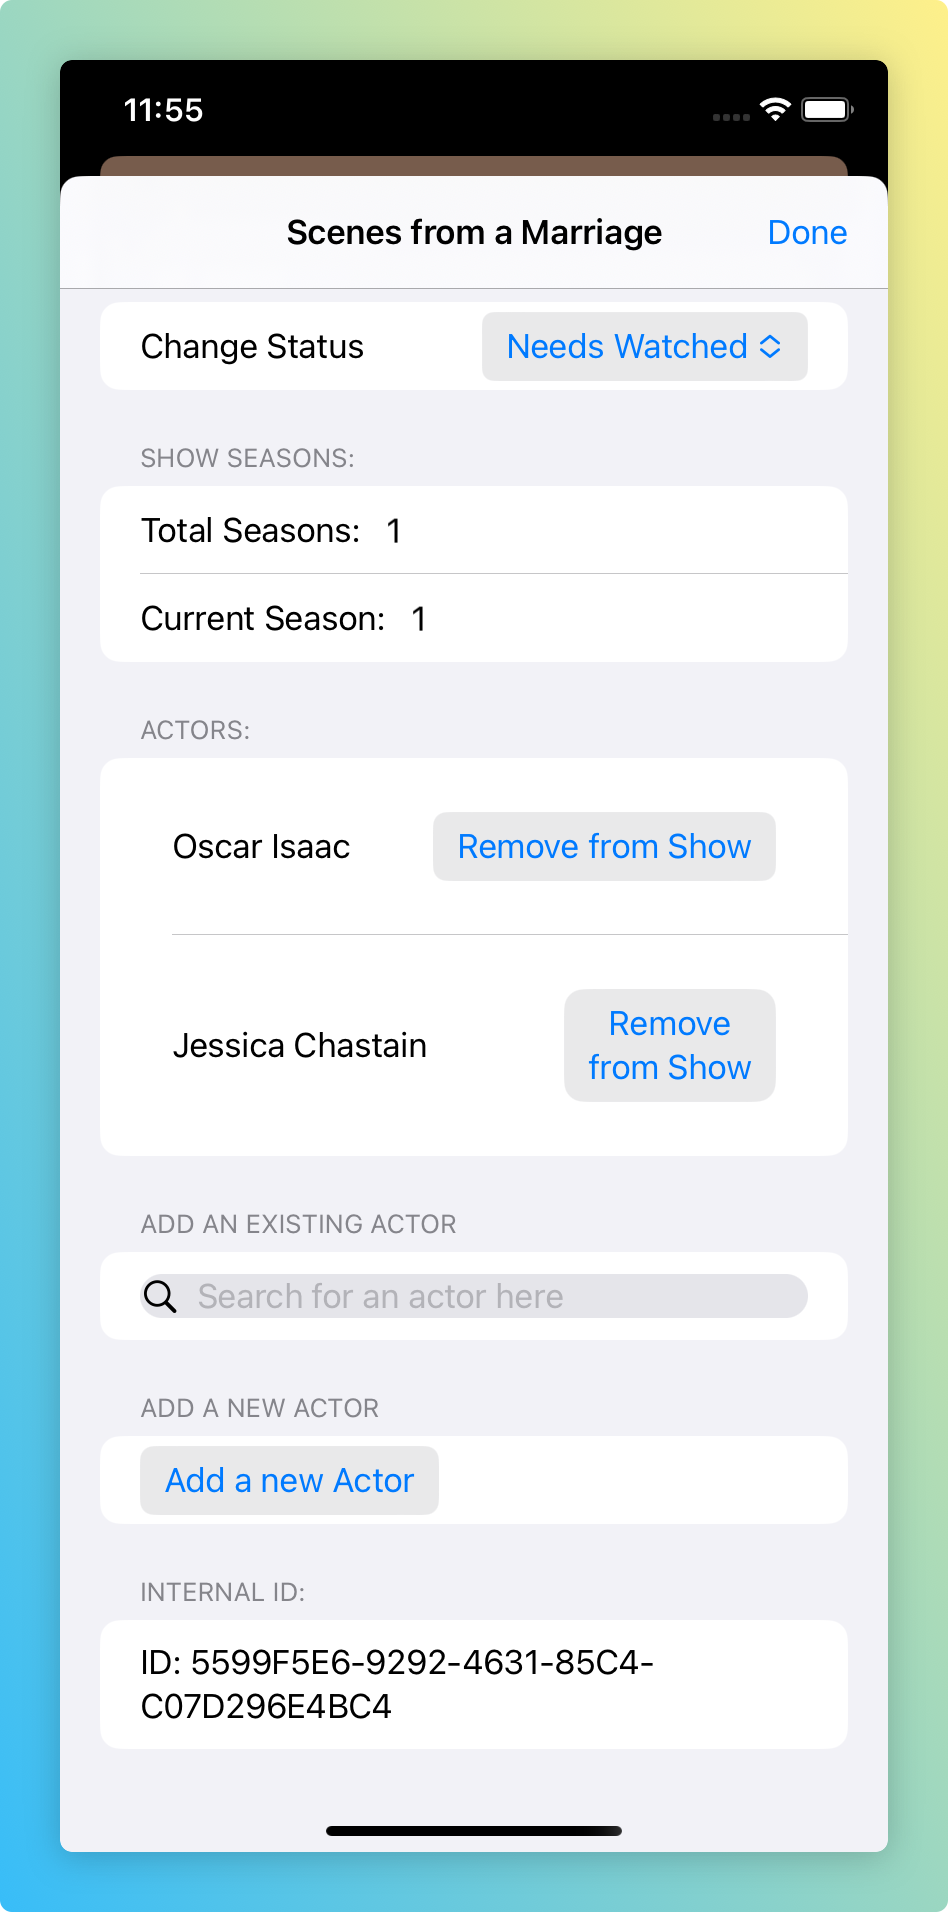 11:55
Scenes from a Marriage
Done
Change Status
Needs Watched
SHOW SEASONS:
Total Seasons: 1
Current Season: 1
ACTORS:
Oscar Isaac
Remove from Show
Jessica Chastain
Remove
from Show
ADD AN EXISTING ACTOR
Search for an actor here
ADD A NEW ACTOR
Add a new Actor
INTERNAL ID:
ID: 5599F5E6-9292-4631-85C4-
C07D296E4BC4